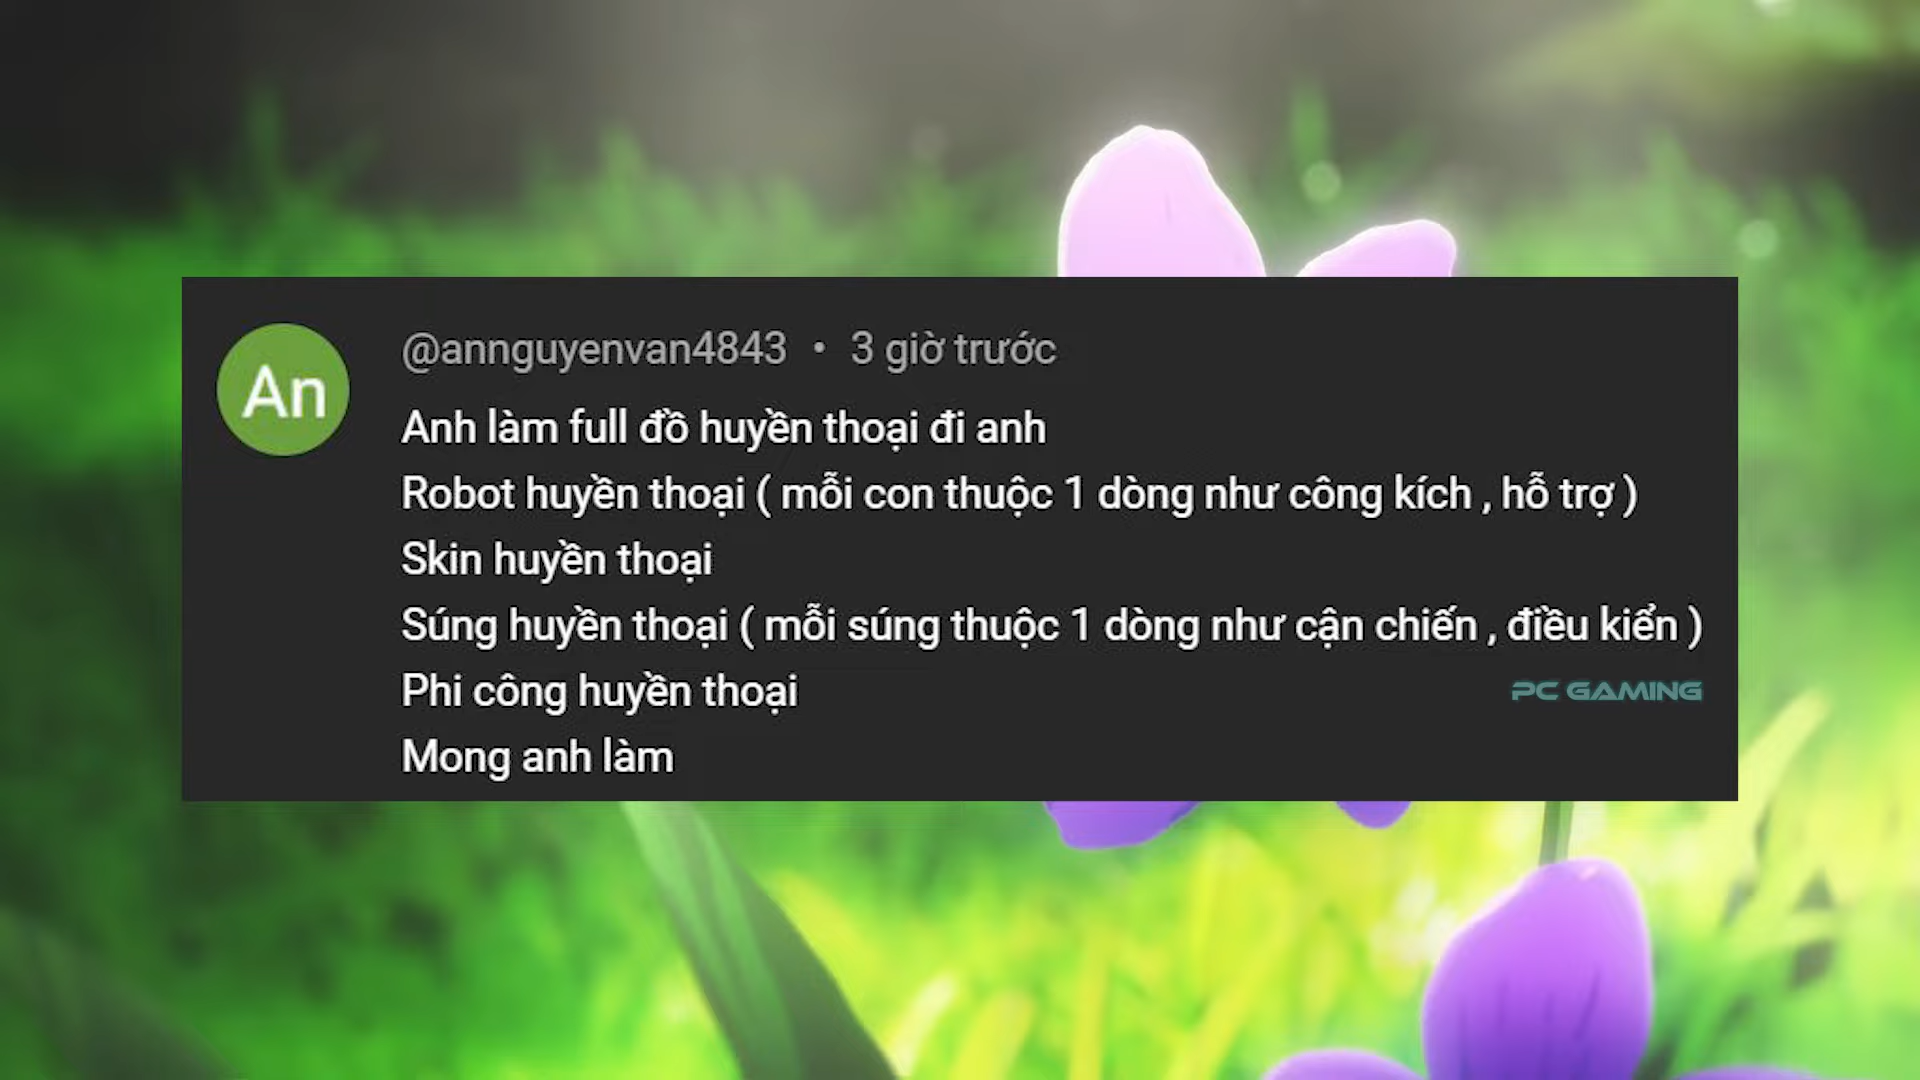 An
@annguyenvan4843 • 3 giờ trước
Anh làm full đồ huyền thoại đi anh
Robot huyền thoại ( mỗi con thuộc 1 dòng như công kích , hỗ trợ )
Skin huyền thoại
Súng huyền thoại ( mỗi súng thuộc 1 dòng như cận chiến , điều kiển )
Phi công huyền thoại
PC GAMING
Mong anh làm